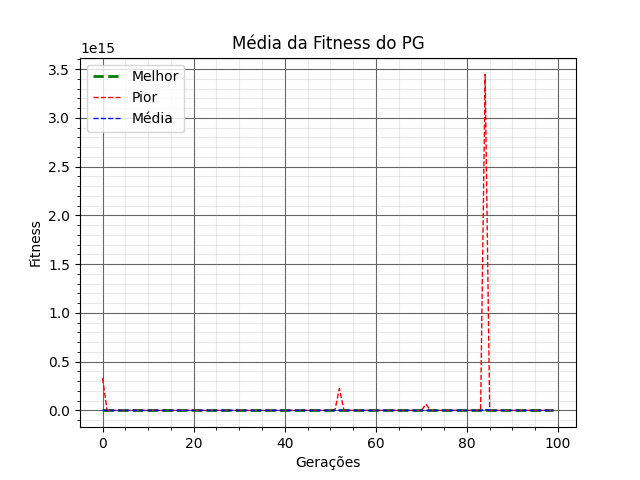 Média da Fitness do PG
1e15
Melhor
Pior
Média
3.5
3.0
2.5
2.0
1.5
1.0
0.5
0.0
Fitness
0 20 40 60 80 100
Gerações